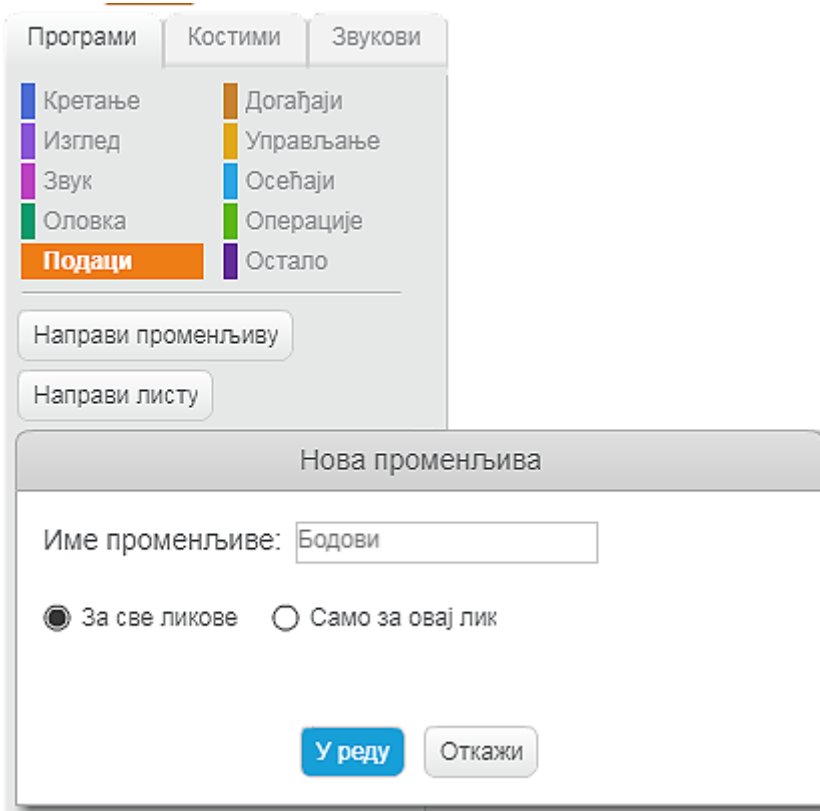 Програми Костими Звукови
Кретање Догађаји
Изглед Управљање
Звук Осећаји
Оловка Операције
Подаци Остало
Направи променљиву
Направи листу
Нова променљива
Име променљиве: Бодови
За све ликове Само за овај лик
У реду Откажи